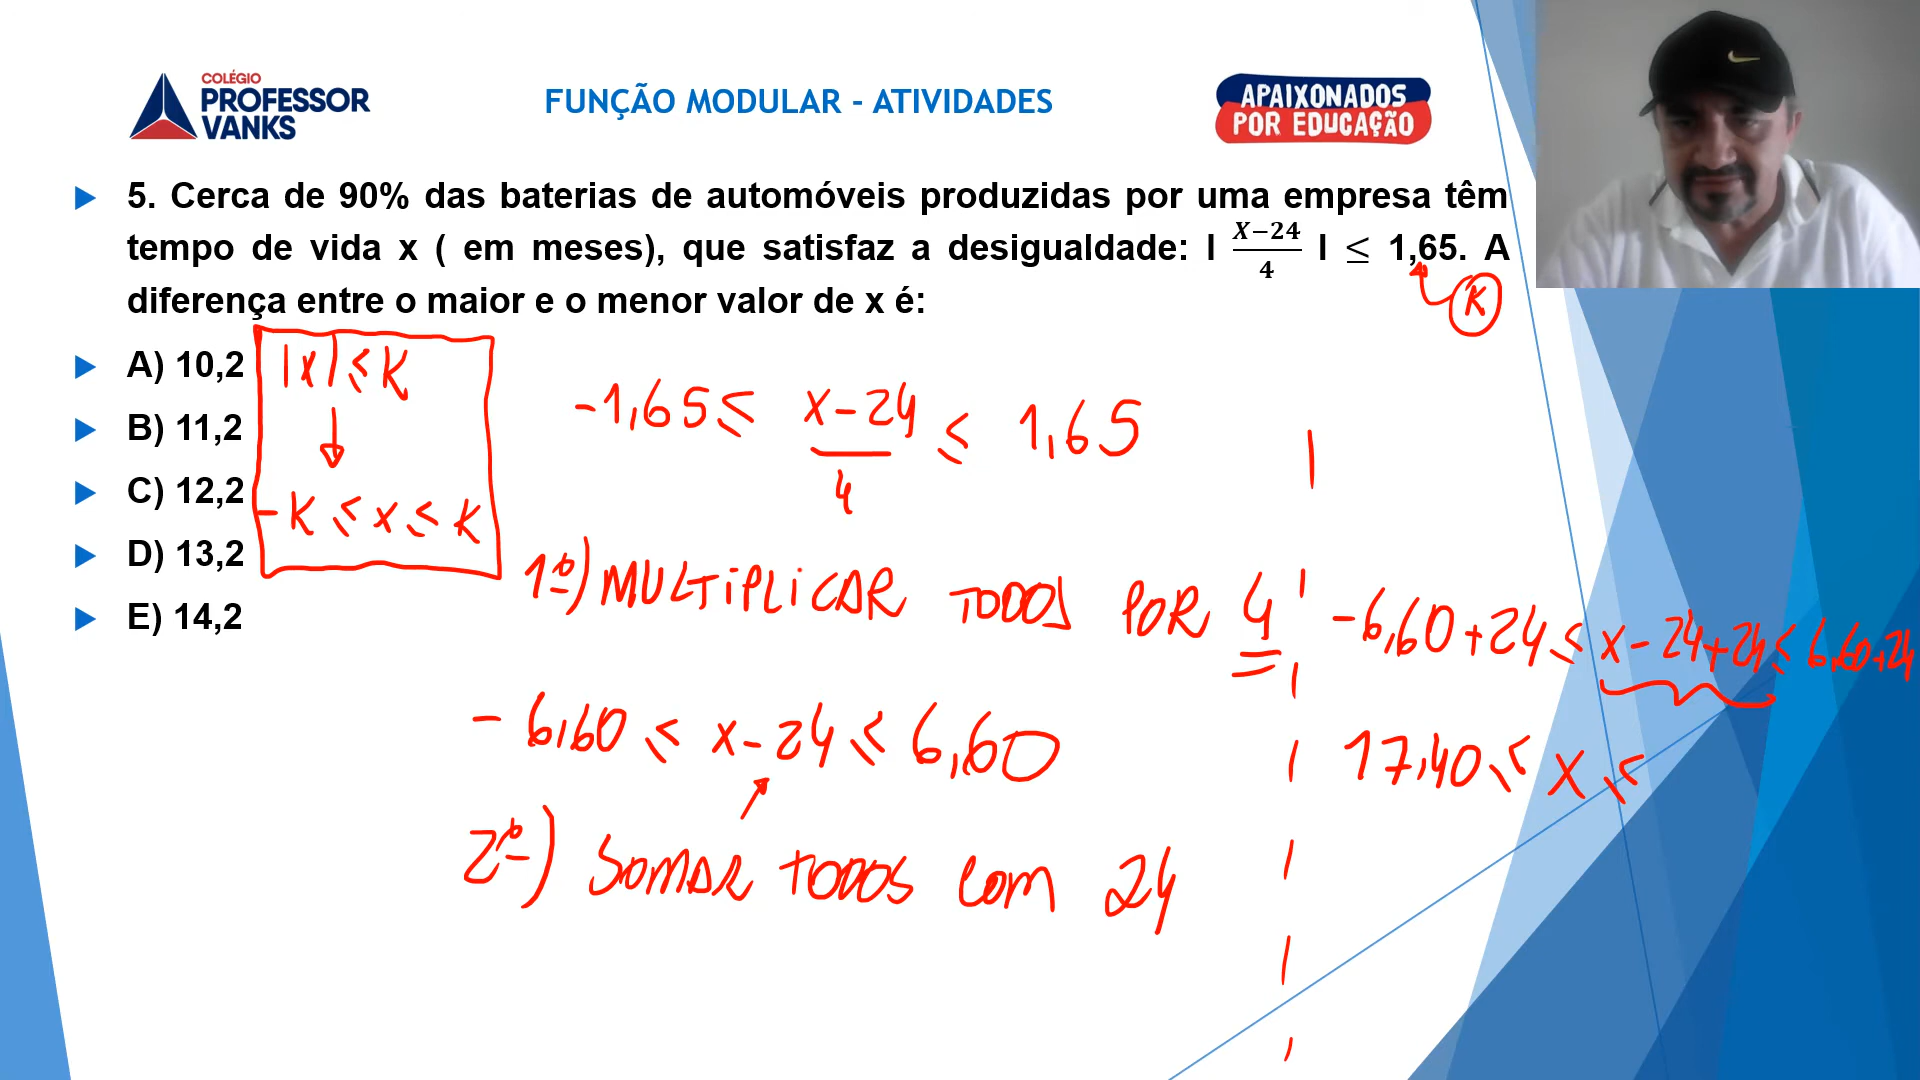 COLÉGIO
PROFESSOR
VANKS
FUNÇÃO MODULAR - ATIVIDADES
APAIXONADOS
POR EDUCAÇÃO
5. Cerca de 90% das baterias de automóveis produzidas por uma empresa têm
tempo de vida x ( em meses), que satisfaz a desigualdade: I (X−24)/4 I ≤ 1,65. A
diferença entre o maior e o menor valor de x é:
K
A) 10,2
B) 11,2
C) 12,2
D) 13,2
E) 14,2
|x| ≤ K
↓
-K ≤ x ≤ K
-1,65 ≤ (x-24)/4 ≤ 1,65
1º) MULTIPLICAR TODOS POR 4
-6,60 ≤ x-24 ≤ 6,60
2º) SOMAR TODOS COM 24
-6,60+24 ≤ x-24+24 ≤ 6,60+24
17,40 ≤ x ≤